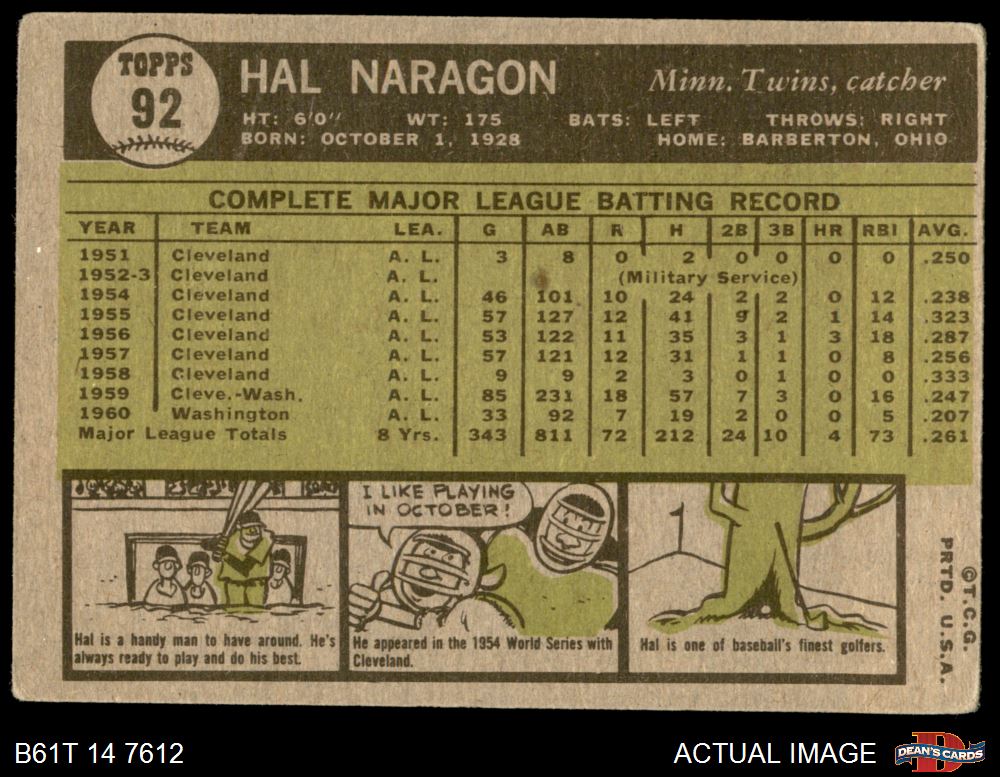 TOPPS
92
HAL NARAGON
Minn. Twins, catcher
HT: 6'0" WT: 175 BATS: LEFT THROWS: RIGHT
BORN: OCTOBER 1, 1928 HOME: BARBERTON, OHIO
COMPLETE MAJOR LEAGUE BATTING RECORD
YEAR TEAM LEA. G AB R H 2B 3B HR RBI AVG.
1951 Cleveland A. L. 3 8 0 2 0 0 0 0 .250
1952-3 Cleveland A. L. (Military Service)
1954 Cleveland A. L. 46 101 10 24 2 2 0 12 .238
1955 Cleveland A. L. 57 127 12 41 9 2 1 14 .323
1956 Cleveland A. L. 53 122 11 35 3 1 3 18 .287
1957 Cleveland A. L. 57 121 12 31 1 1 0 8 .256
1958 Cleveland A. L. 9 9 2 3 0 1 0 0 .333
1959 Cleve.-Wash. A. L. 85 231 18 57 7 3 0 16 .247
1960 Washington A. L. 33 92 7 19 2 0 0 5 .207
Major League Totals 8 Yrs. 343 811 72 212 24 10 4 73 .261
Hal is a handy man to have around. He's
always ready to play and do his best.
I LIKE PLAYING
IN OCTOBER!
He appeared in the 1954 World Series with
Cleveland.
Hal is one of baseball's finest golfers.
©T.C.G.
PRTD. U.S.A.
B61T 14 7612
ACTUAL IMAGE
DEAN'S CARDS